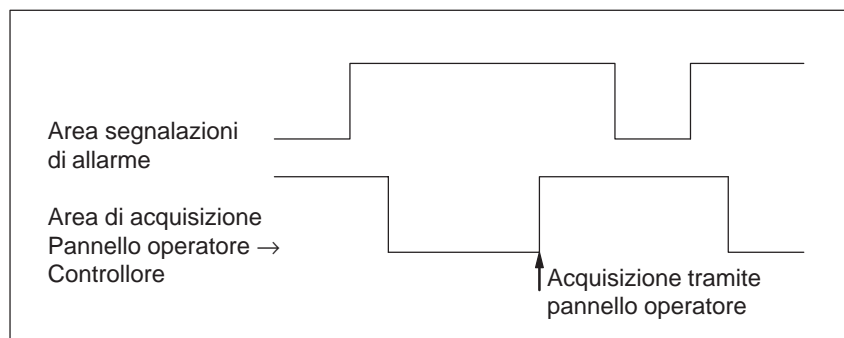 Area segnalazioni
di allarme
Area di acquisizione
Pannello operatore →
Controllore
Acquisizione tramite
pannello operatore